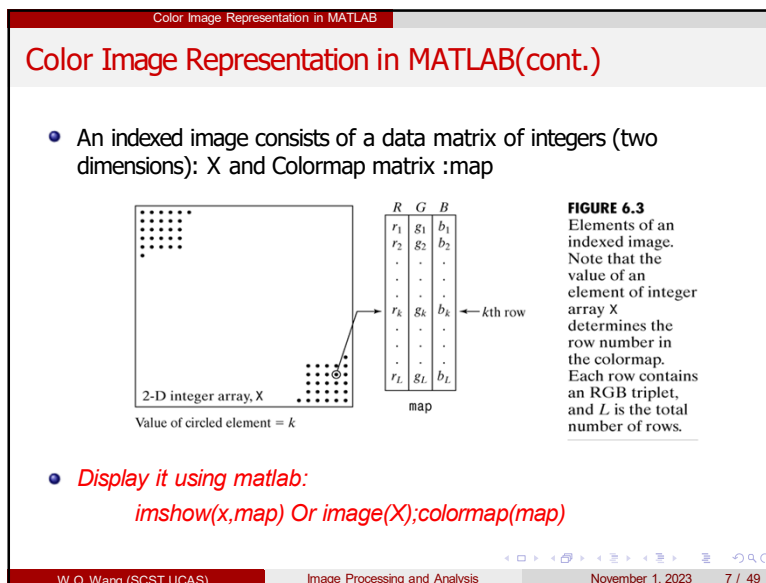 Color Image Representation in MATLAB
Color Image Representation in MATLAB(cont.)
An indexed image consists of a data matrix of integers (two
dimensions): X and Colormap matrix :map
R G B
r1 g1 b1
r2 g2 b2
rk gk bk
kth row
rL gL bL
map
2-D integer array, X
Value of circled element = k
FIGURE 6.3
Elements of an
indexed image.
Note that the
value of an
element of integer
array X
determines the
row number in
the colormap.
Each row contains
an RGB triplet,
and L is the total
number of rows.
Display it using matlab:
imshow(x,map) Or image(X);colormap(map)
W.Q. Wang (SCST UCAS) Image Processing and Analysis November 1, 2023 7 / 49